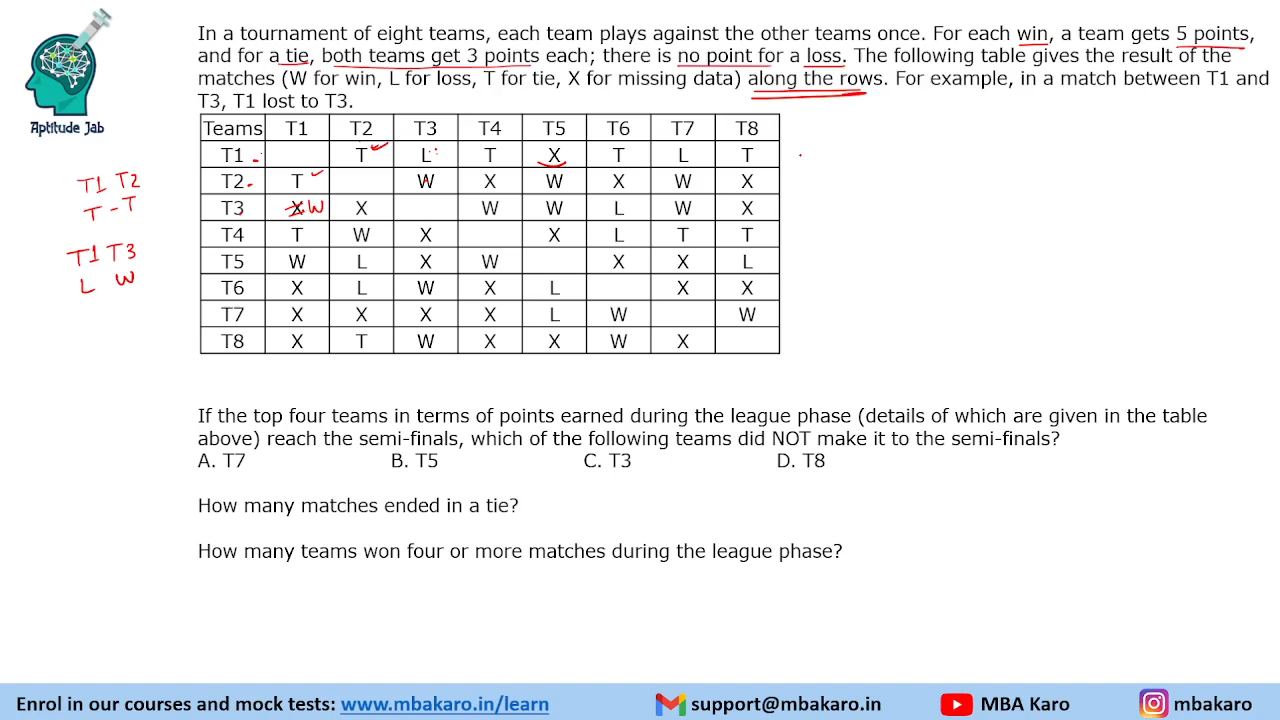 In a tournament of eight teams, each team plays against the other teams once. For each win, a team gets 5 points,
and for a tie, both teams get 3 points each; there is no point for a loss. The following table gives the result of the
matches (W for win, L for loss, T for tie, X for missing data) along the rows. For example, in a match between T1 and
T3, T1 lost to T3.
Aptitude Jab
Teams T1 T2 T3 T4 T5 T6 T7 T8
T1 T L T X T L T
T2 T W X W X W X
T3 X W X W W L W X
T4 T W X X L T T
T5 W L X W X X L
T6 X L W X L X X
T7 X X X X L W W
T8 X T W X X W X
T1 T2
T - T
T1 T3
L W
If the top four teams in terms of points earned during the league phase (details of which are given in the table
above) reach the semi-finals, which of the following teams did NOT make it to the semi-finals?
A. T7 B. T5 C. T3 D. T8
How many matches ended in a tie?
How many teams won four or more matches during the league phase?
Enrol in our courses and mock tests: www.mbakaro.in/learn support@mbakaro.in MBA Karo mbakaro